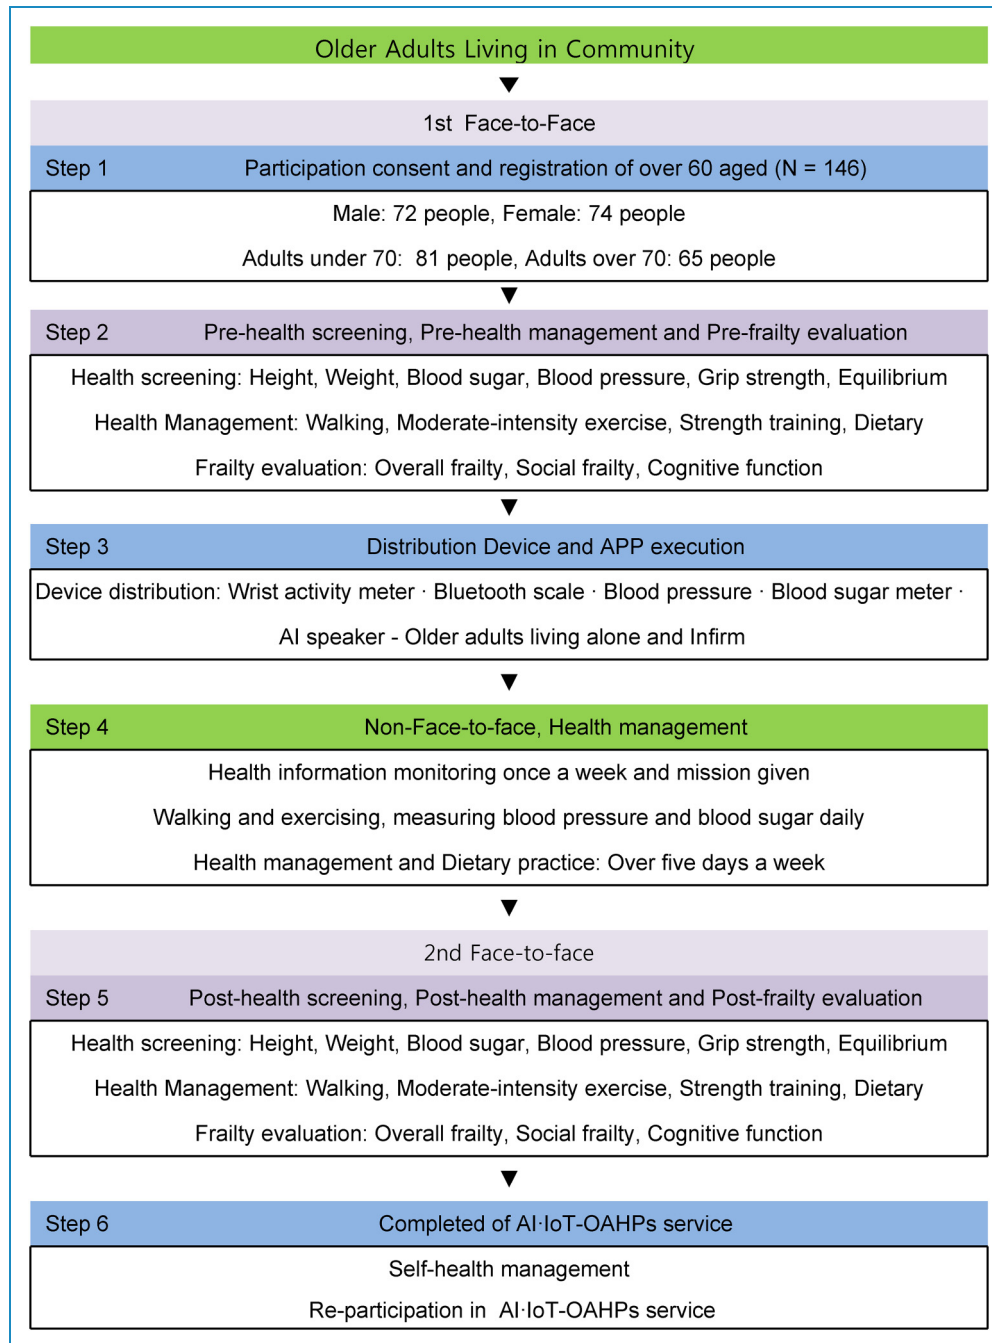 Older Adults Living in Community
1st Face-to-Face
Step 1 Participation consent and registration of over 60 aged (N = 146)
Male: 72 people, Female: 74 people
Adults under 70: 81 people, Adults over 70: 65 people
Step 2 Pre-health screening, Pre-health management and Pre-frailty evaluation
Health screening: Height, Weight, Blood sugar, Blood pressure, Grip strength, Equilibrium
Health Management: Walking, Moderate-intensity exercise, Strength training, Dietary
Frailty evaluation: Overall frailty, Social frailty, Cognitive function
Step 3 Distribution Device and APP execution
Device distribution: Wrist activity meter · Bluetooth scale · Blood pressure · Blood sugar meter ·
AI speaker - Older adults living alone and Infirm
Step 4 Non-Face-to-face, Health management
Health information monitoring once a week and mission given
Walking and exercising, measuring blood pressure and blood sugar daily
Health management and Dietary practice: Over five days a week
2nd Face-to-face
Step 5 Post-health screening, Post-health management and Post-frailty evaluation
Health screening: Height, Weight, Blood sugar, Blood pressure, Grip strength, Equilibrium
Health Management: Walking, Moderate-intensity exercise, Strength training, Dietary
Frailty evaluation: Overall frailty, Social frailty, Cognitive function
Step 6 Completed of AI·IoT-OAHPs service
Self-health management
Re-participation in AI·IoT-OAHPs service